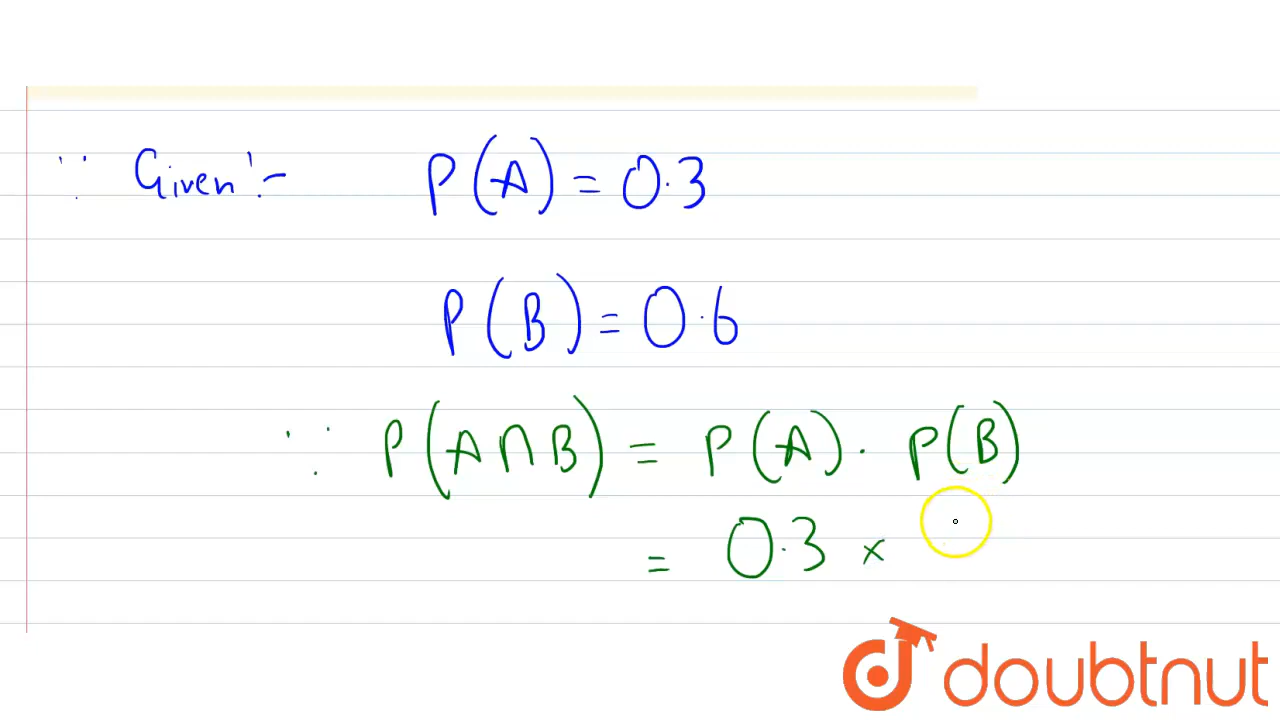 ∵ Given :- P(A) = 0.3
P(B) = 0.6
∵ P(A∩B) = P(A) . P(B)
= 0.3 ×
doubtnut